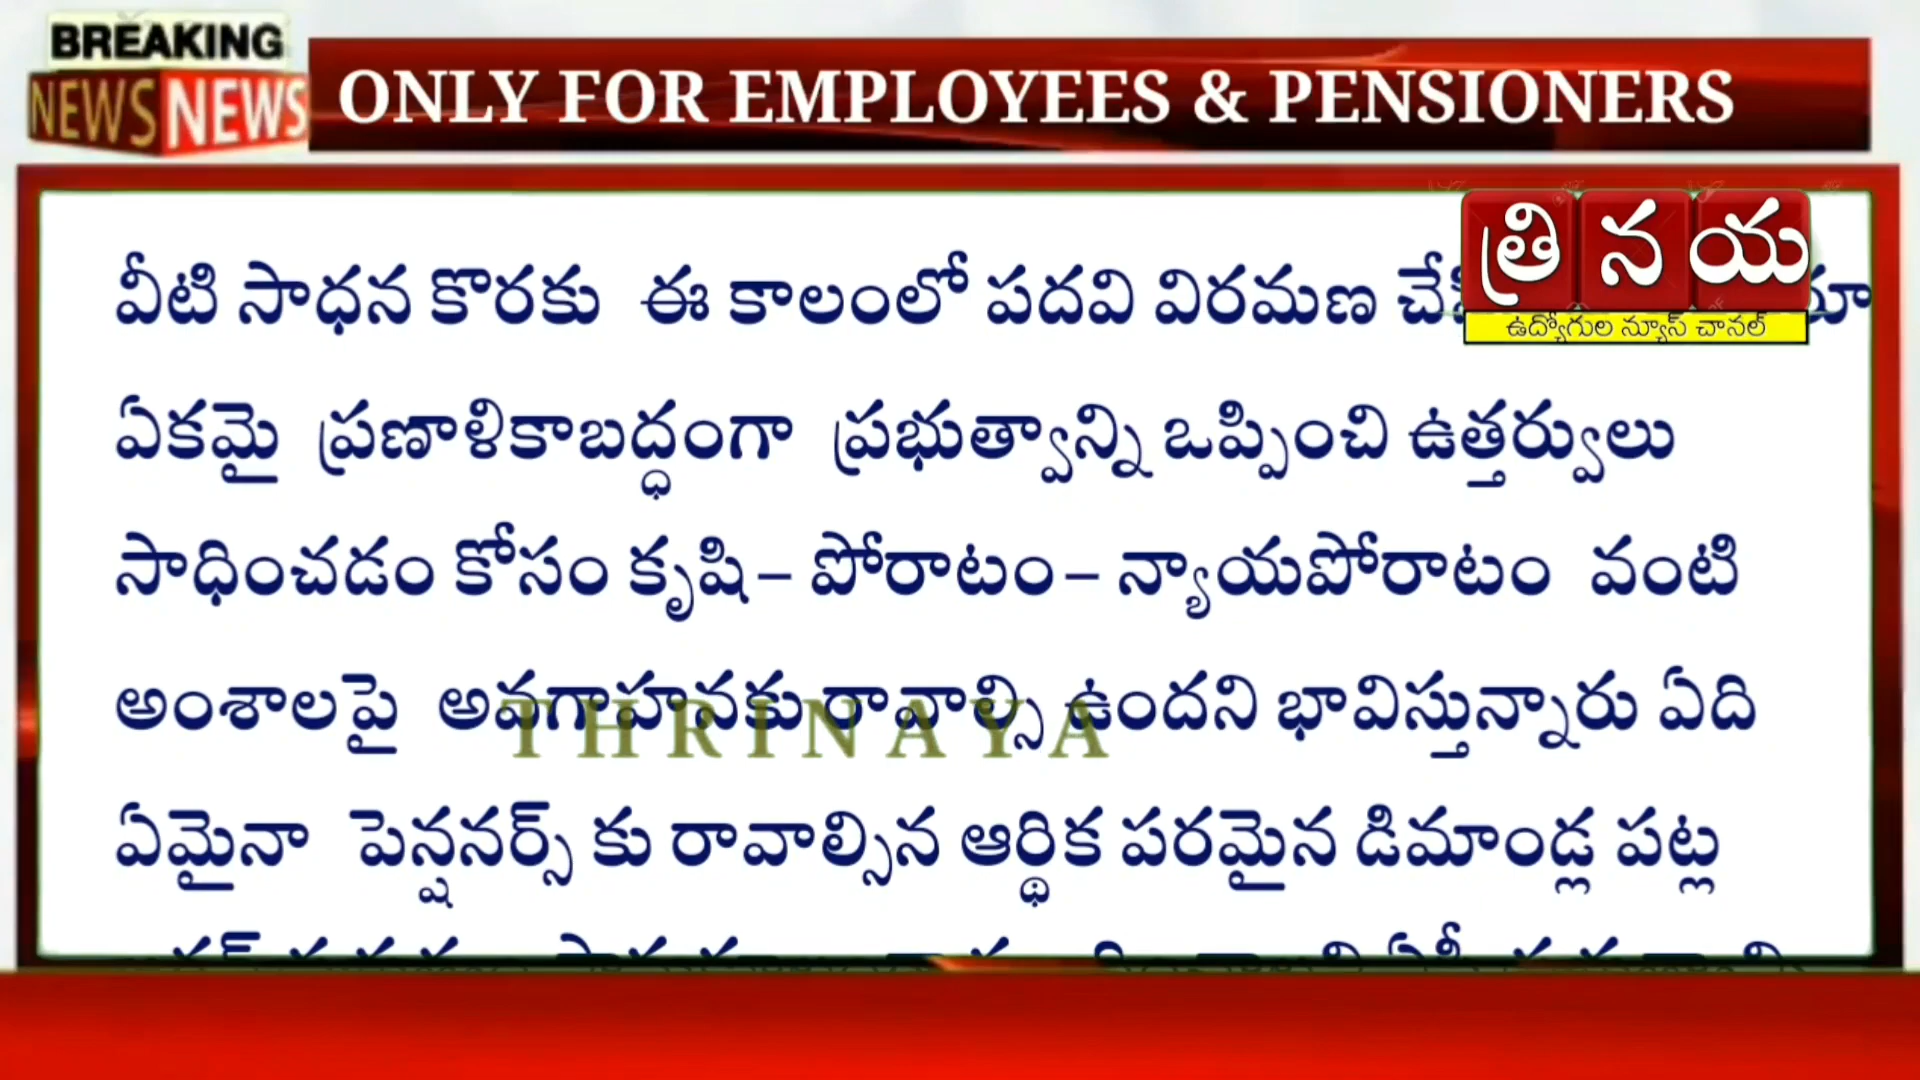 BREAKING
NEWS NEWS
ONLY FOR EMPLOYEES & PENSIONERS
త్రినయ
ఉద్యోగుల న్యూస్ చానల్
వీటి సాధన కొరకు ఈ కాలంలో పదవి విరమణ
ఏకమై ప్రణాళికాబద్ధంగా ప్రభుత్వాన్ని ఒప్పించి ఉత్తర్వులు
సాధించడం కోసం కృషి– పోరాటం– న్యాయపోరాటం వంటి
అంశాలపై అవగాహనకురావాల్సి ఉందని భావిస్తున్నారు ఏది
THRINAYA
ఏమైనా పెన్షనర్స్ కు రావాల్సిన ఆర్థిక పరమైన డిమాండ్ల పట్ల